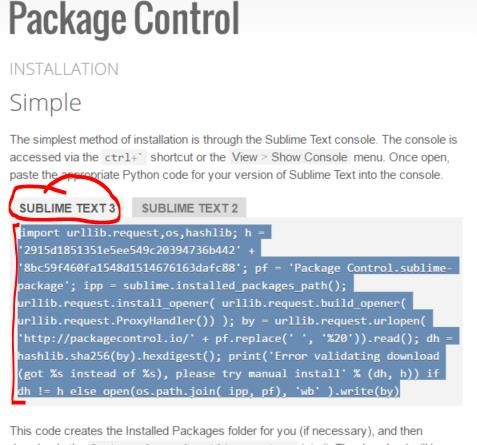 Package Control
INSTALLATION
Simple
The simplest method of installation is through the Sublime Text console. The console is
accessed via the ctrl+` shortcut or the View > Show Console menu. Once open,
paste the appropriate Python code for your version of Sublime Text into the console.
SUBLIME TEXT 3 SUBLIME TEXT 2
import urllib.request,os,hashlib; h =
'2915d1851351e5ee549c20394736b442' +
'8bc59f460fa1548d1514676163dafc88'; pf = 'Package Control.sublime-
package'; ipp = sublime.installed_packages_path();
urllib.request.install_opener( urllib.request.build_opener(
urllib.request.ProxyHandler()) ); by = urllib.request.urlopen(
'http://packagecontrol.io/' + pf.replace(' ', '%20')).read(); dh =
hashlib.sha256(by).hexdigest(); print('Error validating download
(got %s instead of %s), please try manual install' % (dh, h)) if
dh != h else open(os.path.join( ipp, pf), 'wb' ).write(by)
This code creates the Installed Packages folder for you (if necessary), and then